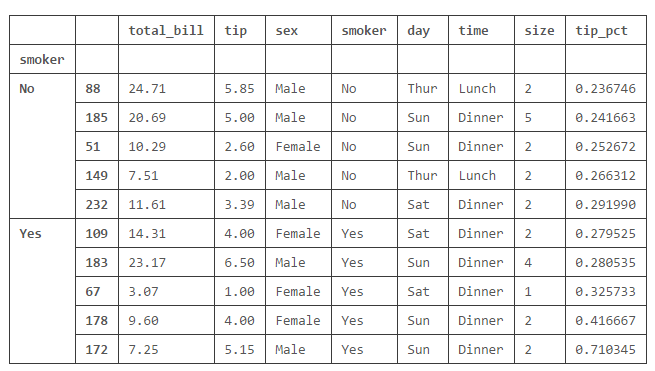 total_bill tip sex smoker day time size tip_pct
smoker
No 88 24.71 5.85 Male No Thur Lunch 2 0.236746
185 20.69 5.00 Male No Sun Dinner 5 0.241663
51 10.29 2.60 Female No Sun Dinner 2 0.252672
149 7.51 2.00 Male No Thur Lunch 2 0.266312
232 11.61 3.39 Male No Sat Dinner 2 0.291990
Yes 109 14.31 4.00 Female Yes Sat Dinner 2 0.279525
183 23.17 6.50 Male Yes Sun Dinner 4 0.280535
67 3.07 1.00 Female Yes Sat Dinner 1 0.325733
178 9.60 4.00 Female Yes Sun Dinner 2 0.416667
172 7.25 5.15 Male Yes Sun Dinner 2 0.710345